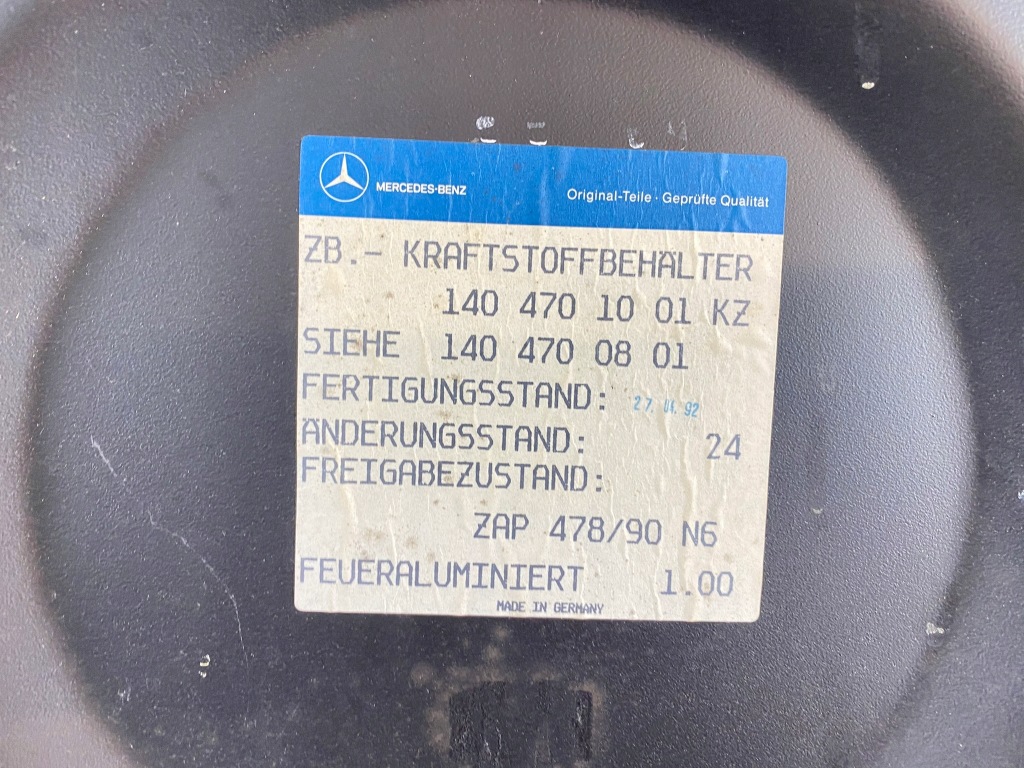 MERCEDES-BENZ
Original-Teile · Geprüfte Qualität
ZB.- KRAFTSTOFFBEHÄLTER
140 470 10 01 KZ
SIEHE 140 470 08 01
FERTIGUNGSSTAND: 27. 04. 92
ÄNDERUNGSSTAND: 24
FREIGABEZUSTAND:
ZAP 478/90 N6
FEUERALUMINIERT 1.00
MADE IN GERMANY